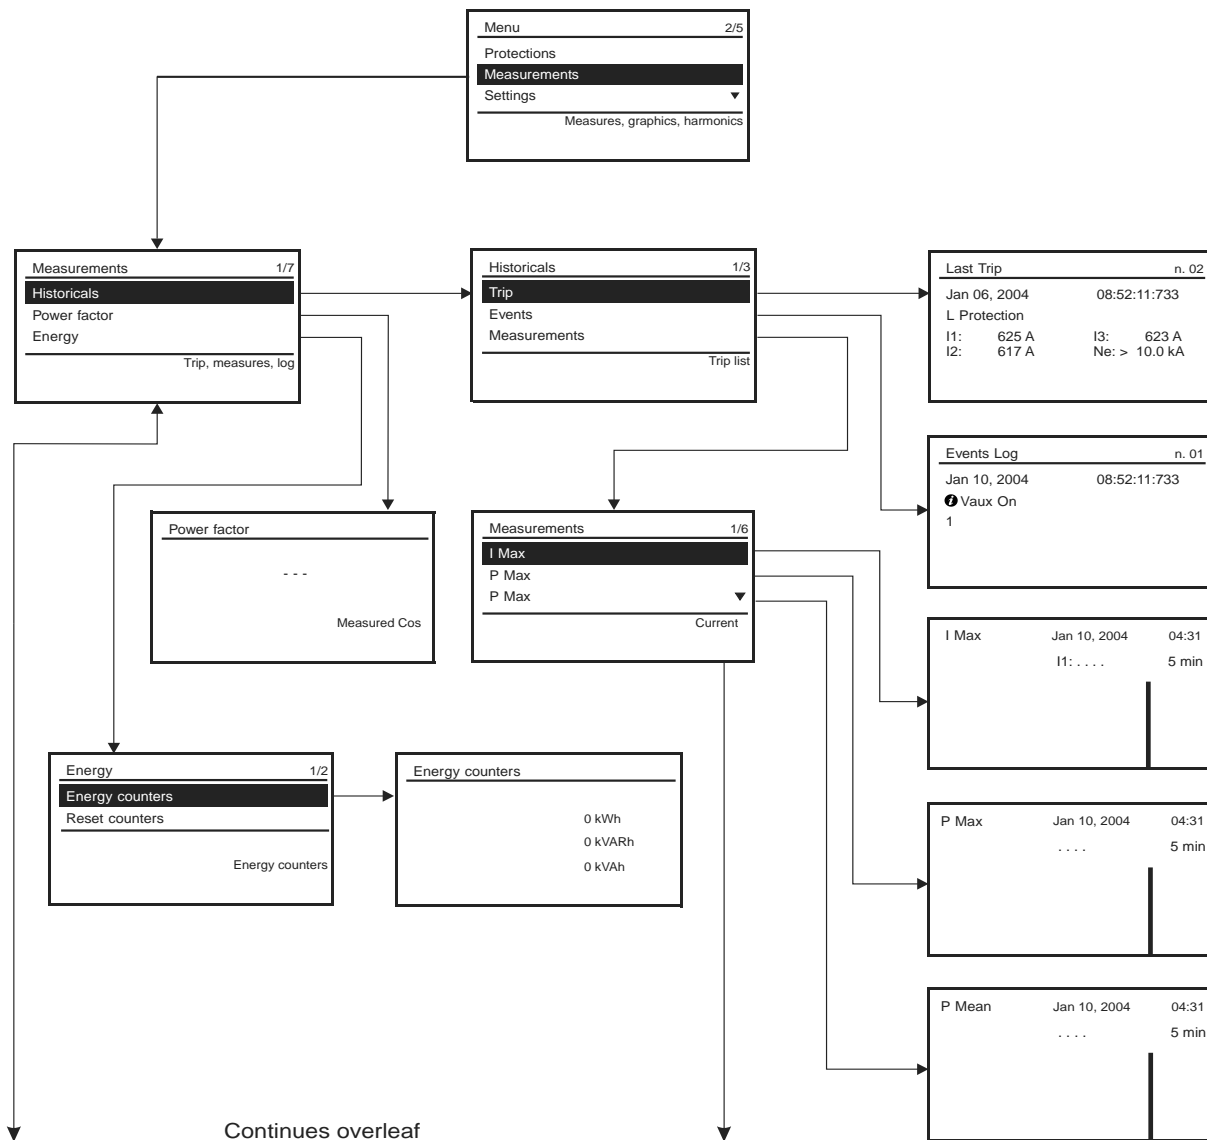 Menu 2/5
Protections
Measurements
Settings
Measures, graphics, harmonics
Measurements 1/7
Historicals
Power factor
Energy
Trip, measures, log
Historicals 1/3
Trip
Events
Measurements
Trip list
Last Trip n. 02
Jan 06, 2004 08:52:11:733
L Protection
I1: 625 A I3: 623 A
I2: 617 A Ne: > 10.0 kA
Events Log n. 01
Jan 10, 2004 08:52:11:733
i Vaux On
1
Power factor
- - -
Measured Cos
Measurements 1/6
I Max
P Max
P Max
Current
I Max Jan 10, 2004 04:31
I1: . . . . 5 min
Energy 1/2
Energy counters
Reset counters
Energy counters
Energy counters
0 kWh
0 kVARh
0 kVAh
P Max Jan 10, 2004 04:31
. . . . 5 min
P Mean Jan 10, 2004 04:31
. . . . 5 min
Continues overleaf